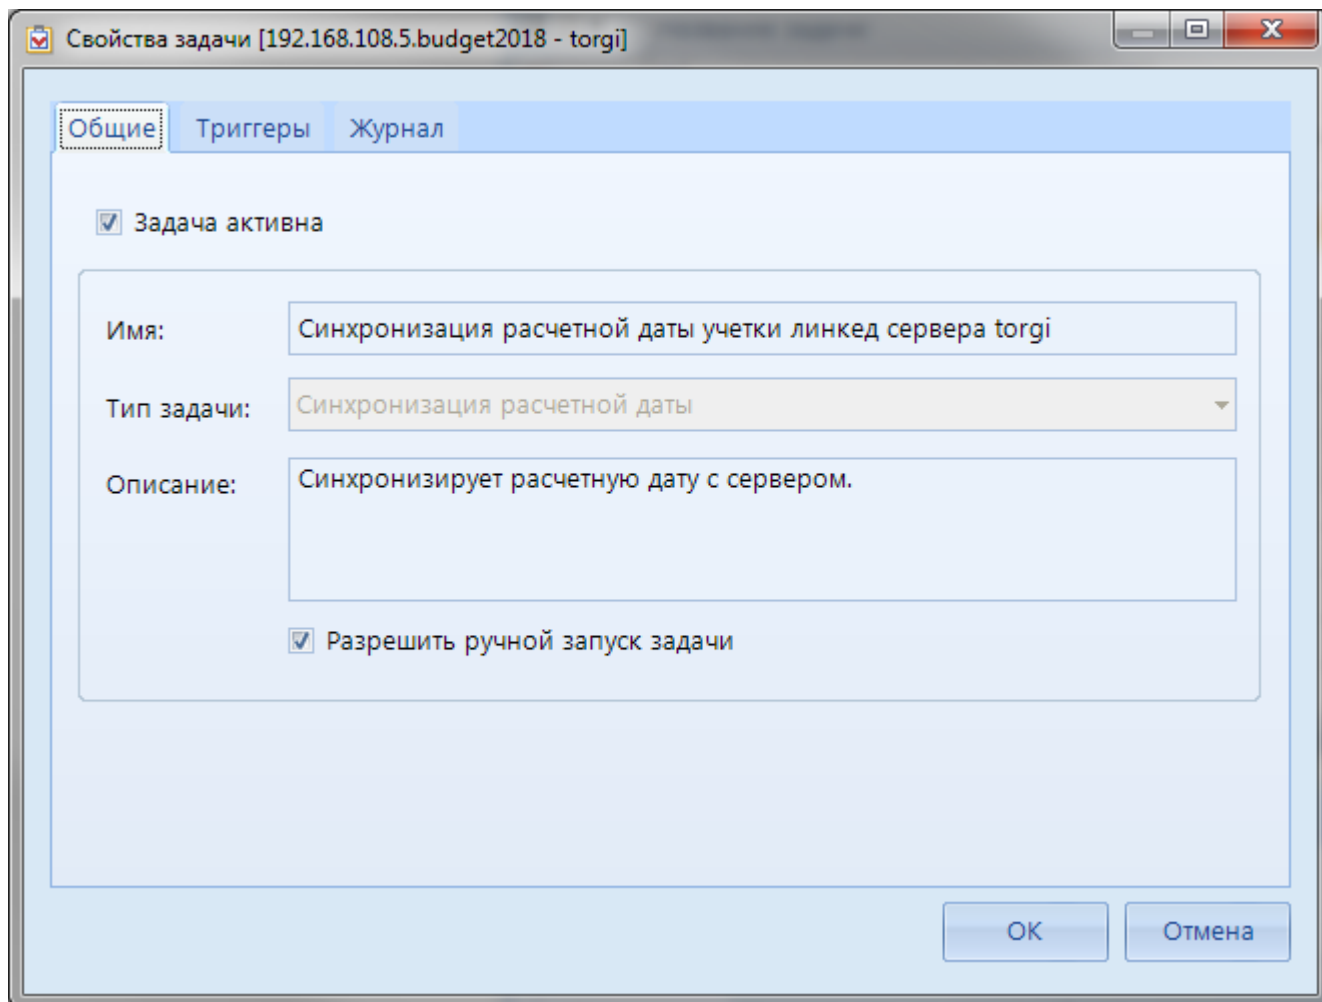 Свойства задачи [192.168.108.5.budget2018 - torgi]
Общие Триггеры Журнал
Задача активна
Имя: Синхронизация расчетной даты учетки линкед сервера torgi
Тип задачи: Синхронизация расчетной даты
Описание: Синхронизирует расчетную дату с сервером.
Разрешить ручной запуск задачи
ОК Отмена